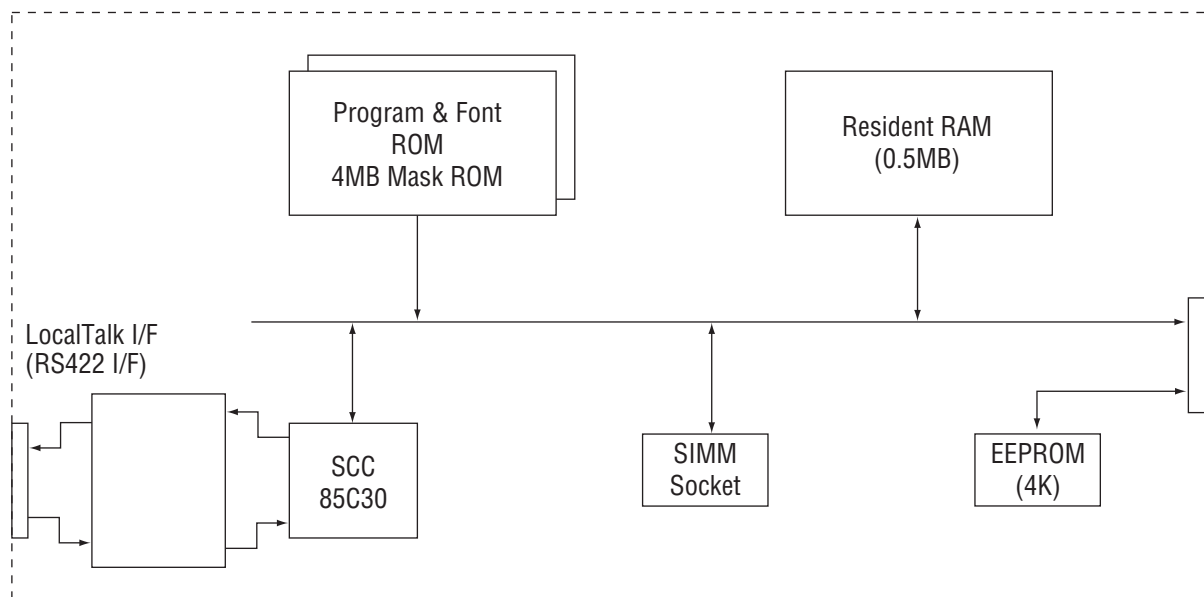 Program & Font
ROM
4MB Mask ROM
Resident RAM
(0.5MB)
LocalTalk I/F
(RS422 I/F)
SCC
85C30
SIMM
Socket
EEPROM
(4K)